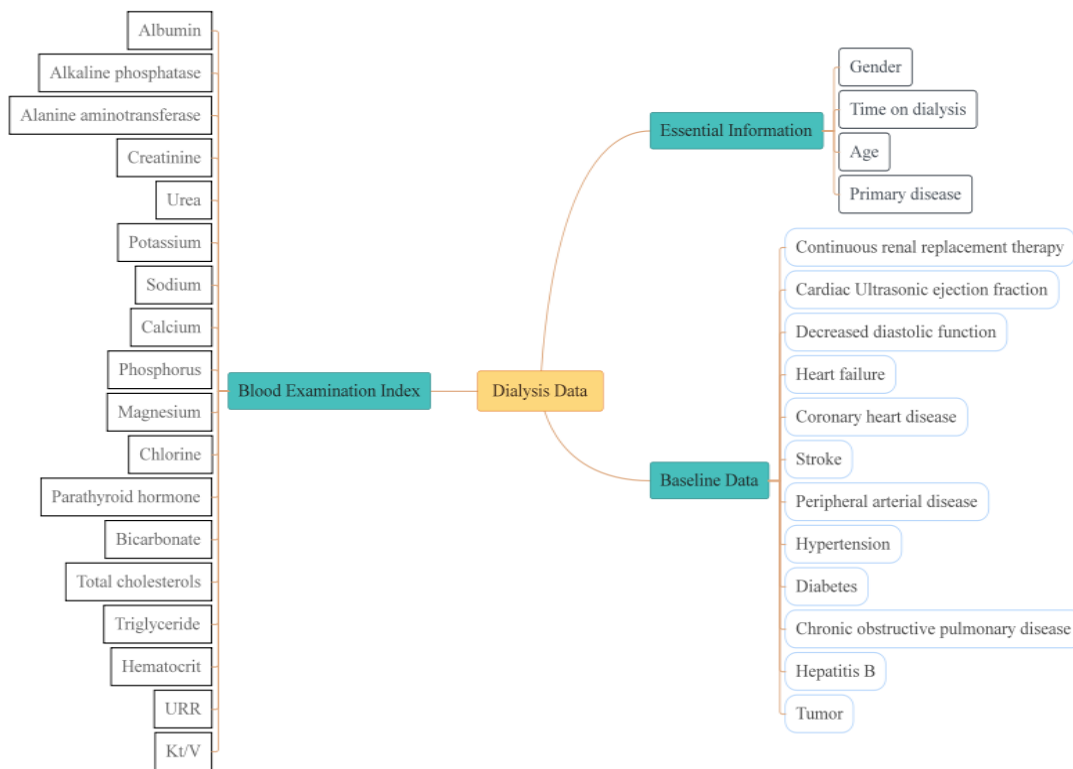 Albumin
Alkaline phosphatase
Alanine aminotransferase
Creatinine
Urea
Potassium
Sodium
Calcium
Phosphorus
Magnesium
Chlorine
Parathyroid hormone
Bicarbonate
Total cholesterols
Triglyceride
Hematocrit
URR
Kt/V
Blood Examination Index
Dialysis Data
Essential Information
Gender
Time on dialysis
Age
Primary disease
Baseline Data
Continuous renal replacement therapy
Cardiac Ultrasonic ejection fraction
Decreased diastolic function
Heart failure
Coronary heart disease
Stroke
Peripheral arterial disease
Hypertension
Diabetes
Chronic obstructive pulmonary disease
Hepatitis B
Tumor